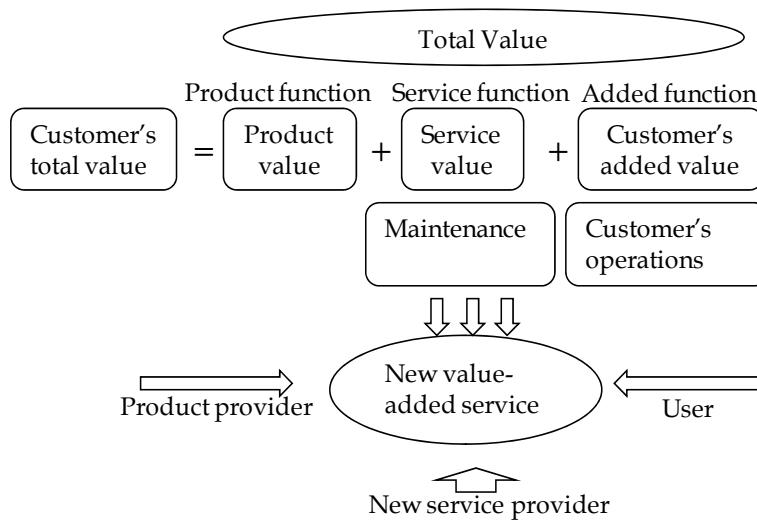 Total Value
Product function Service function Added function
Customer's
total value
=
Product
value
+
Service
value
+
Customer's
added value
Maintenance
Customer's
operations
New value-
added service
Product provider
User
New service provider